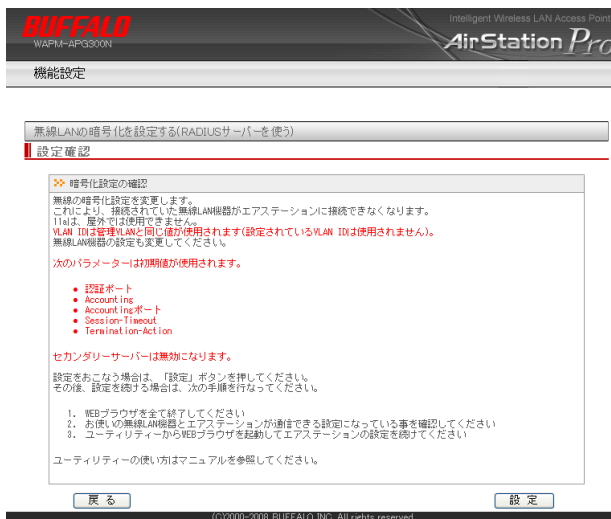 BUFFALO
WAPM-APG300N
Intelligent Wireless LAN Access Point
AirStation Pro
機能設定
無線LANの暗号化を設定する(RADIUSサーバーを使う)
設定確認
暗号化設定の確認
無線の暗号化設定を変更します。
これにより、接続されていた無線LAN機器がエアステーションに接続できなくなります。
11aは、屋外では使用できません。
VLAN IDは管理VLANと同じ値が使用されます(設定されているVLAN IDは使用されません)。
無線LAN機器の設定も変更してください。
次のパラメーターは初期値が使用されます。
● 認証ポート
● Accounting
● Accountingポート
● Session-Timeout
● Termination-Action
セカンダリーサーバーは無効になります。
設定をおこなう場合は、「設定」ボタンを押してください。
その後、設定を続ける場合は、次の手順を行なってください。
1. WEBブラウザを全て終了してください
2. お使いの無線LAN機器とエアステーションが通信できる設定になっている事を確認してください
3. ユーティリティーからWEBブラウザを起動してエアステーションの設定を続けてください
ユーティリティーの使い方はマニュアルを参照してください。
戻る
設定
(C)2000-2008 BUFFALO INC. All rights reserved.